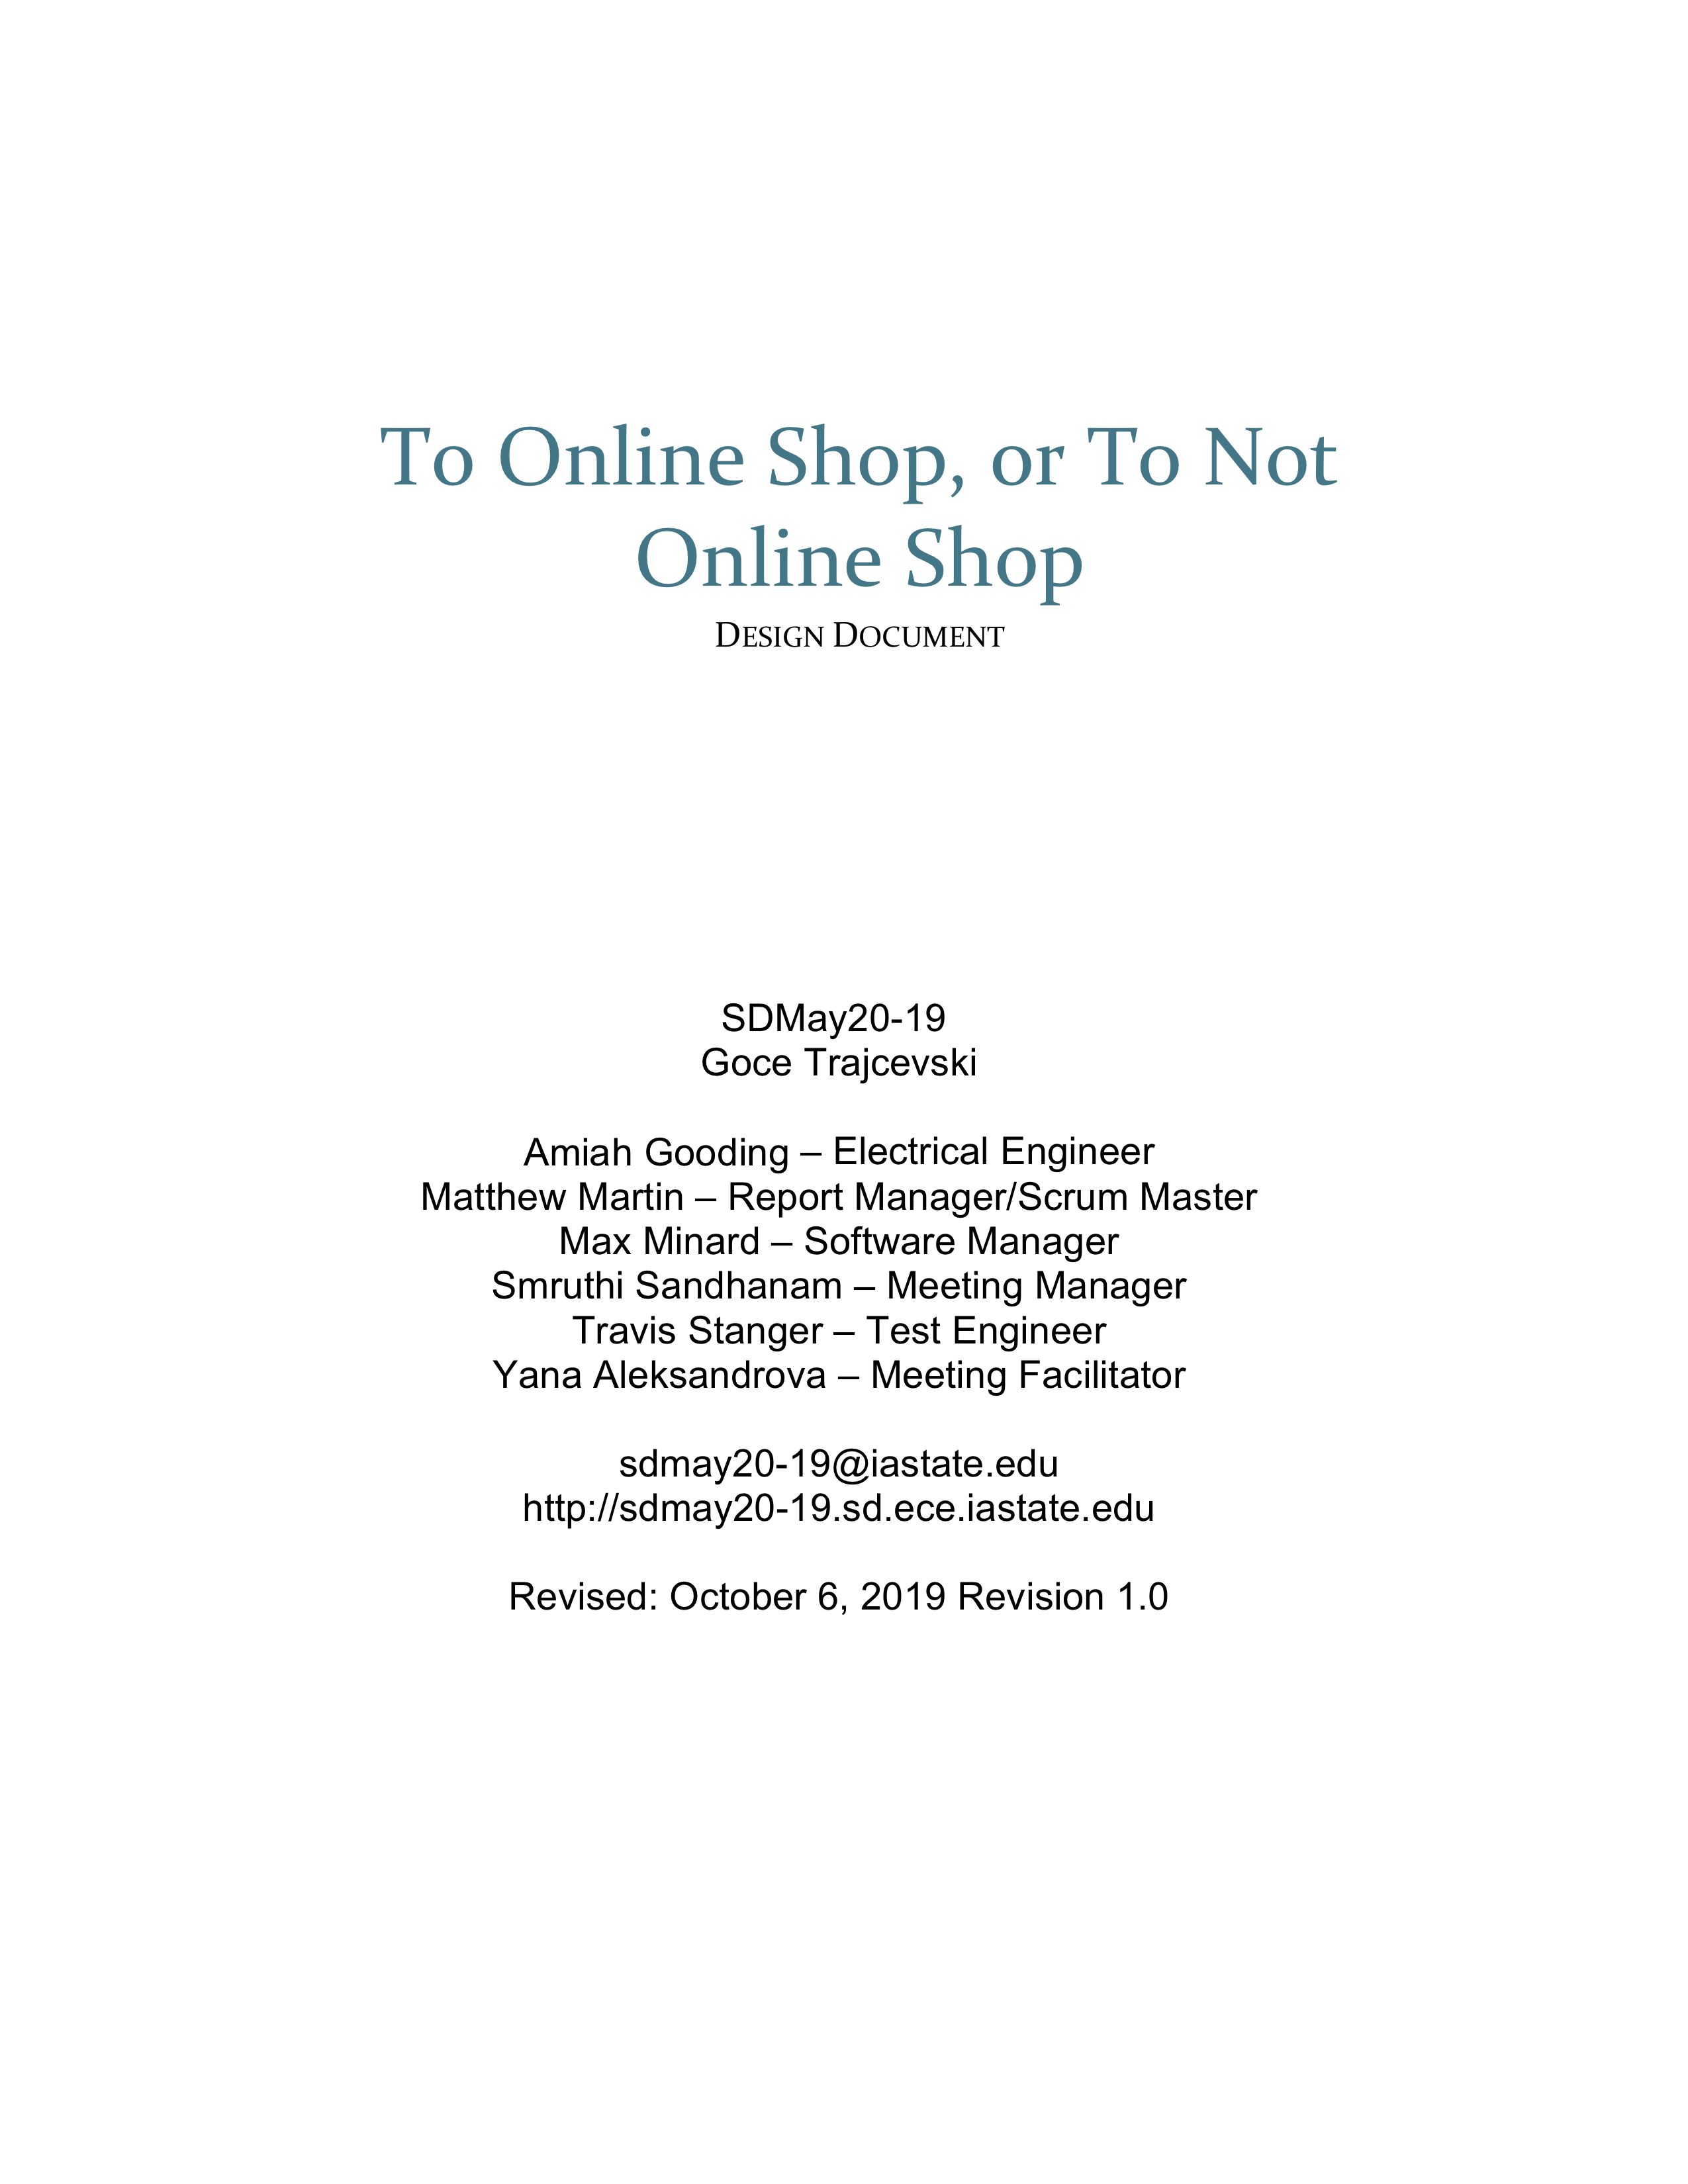 To Online Shop, or To Not
Online Shop
DESIGN DOCUMENT
SDMay20-19
Goce Trajcevski
Amiah Gooding – Electrical Engineer
Matthew Martin – Report Manager/Scrum Master
Max Minard – Software Manager
Smruthi Sandhanam – Meeting Manager
Travis Stanger – Test Engineer
Yana Aleksandrova – Meeting Facilitator
sdmay20-19@iastate.edu
http://sdmay20-19.sd.ece.iastate.edu
Revised: October 6, 2019 Revision 1.0